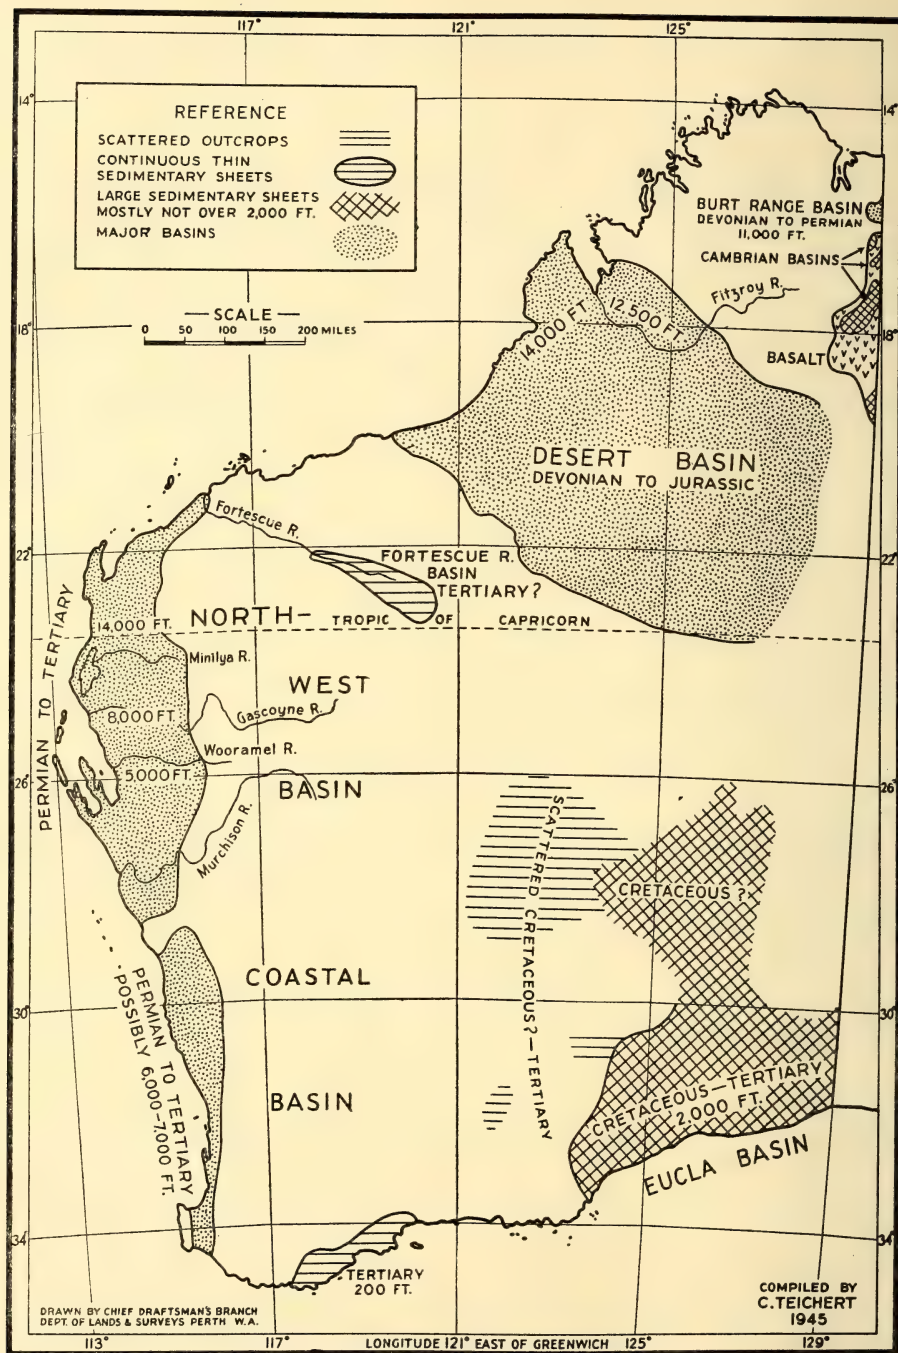 117°
121°
125°
14°
14°
REFERENCE
SCATTERED OUTCROPS
CONTINUOUS THIN
SEDIMENTARY SHEETS
LARGE SEDIMENTARY SHEETS
MOSTLY NOT OVER 2,000 FT.
MAJOR BASINS
BURT RANGE BASIN
DEVONIAN TO PERMIAN
11,000 FT.
CAMBRIAN BASINS
Fitzroy R.
— SCALE —
0 50 100 150 200 MILES
14,000 FT.
12,500 FT.
18°
18°
BASALT
DESERT BASIN
DEVONIAN TO JURASSIC
Fortescue R.
22°
22°
FORTESCUE R.
BASIN
TERTIARY?
PERMIAN TO TERTIARY
14,000 FT.
NORTH-
TROPIC OF CAPRICORN
Minilya R.
WEST
8,000 FT.
Gascoyne R.
Wooramel R.
5,000 FT.
26°
26°
BASIN
Murchison R.
SCATTERED CRETACEOUS?—TERTIARY
CRETACEOUS ?
COASTAL
PERMIAN TO TERTIARY
POSSIBLY 6,000-7,000 FT.
30°
30°
BASIN
CRETACEOUS—TERTIARY
2,000 FT.
EUCLA BASIN
34°
34°
TERTIARY
200 FT.
COMPILED BY
C. TEICHERT
1945
DRAWN BY CHIEF DRAFTSMAN'S BRANCH
DEPT. OF LANDS & SURVEYS PERTH W.A.
113°
117°
LONGITUDE 121° EAST OF GREENWICH
125°
129°